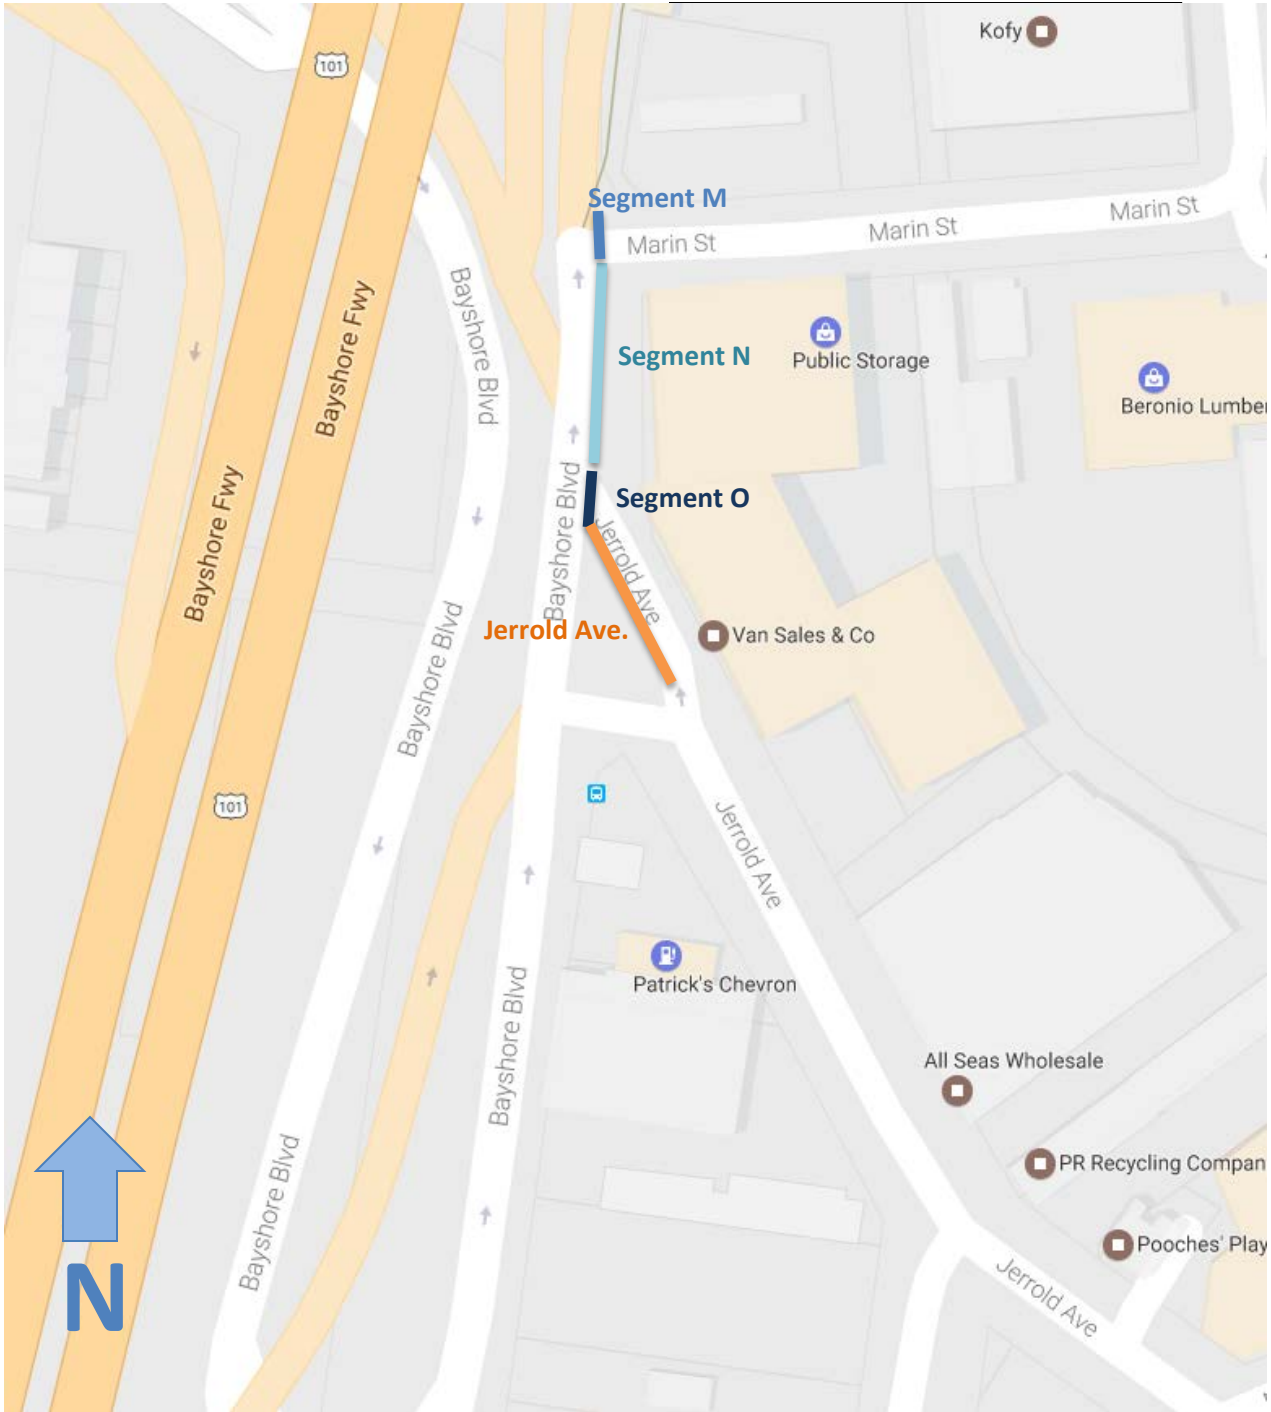 Kofy
101
Segment M
Marin St
Marin St
Marin St
Bayshore Blvd
Bayshore Fwy
Segment N
Public Storage
Beronio Lumber
Bayshore Fwy
Bayshore Blvd
Segment O
Jerrold Ave
Jerrold Ave.
Van Sales & Co
Bayshore Blvd
101
Jerrold Ave
Patrick's Chevron
Bayshore Blvd
All Seas Wholesale
PR Recycling Compan
Bayshore Blvd
Pooches' Play
Jerrold Ave
N